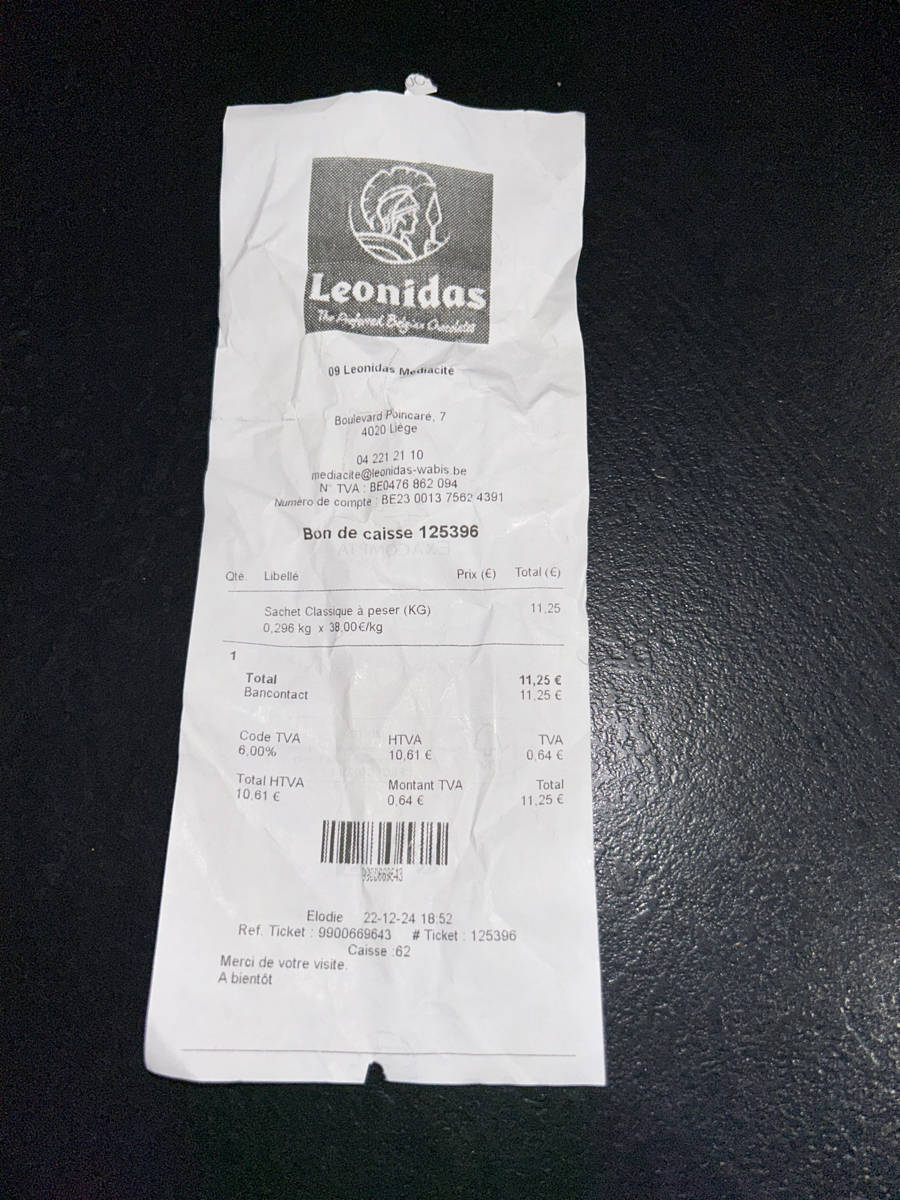 Leonidas
The Preferred Belgian Chocolates
09 Leonidas Médiacité
Boulevard Poincaré, 7
4020 Liège
04 221 21 10
mediacite@leonidas-wabis.be
N° TVA : BE0476 862 094
Numéro de compte : BE23 0013 7562 4391
Bon de caisse 125396
EXACOMPTA
Qté Libellé Prix (€) Total (€)
Sachet Classique à peser (KG) 11,25
0,296 kg x 38,00€/kg
1
Total 11,25 €
Bancontact 11,25 €
Code TVA HTVA TVA
6,00% 10,61 € 0,64 €
Total HTVA Montant TVA Total
10,61 € 0,64 € 11,25 €
9900669643
Elodie 22-12-24 18:52
Ref. Ticket : 9900669643 # Ticket : 125396
Caisse :62
Merci de votre visite.
A bientôt